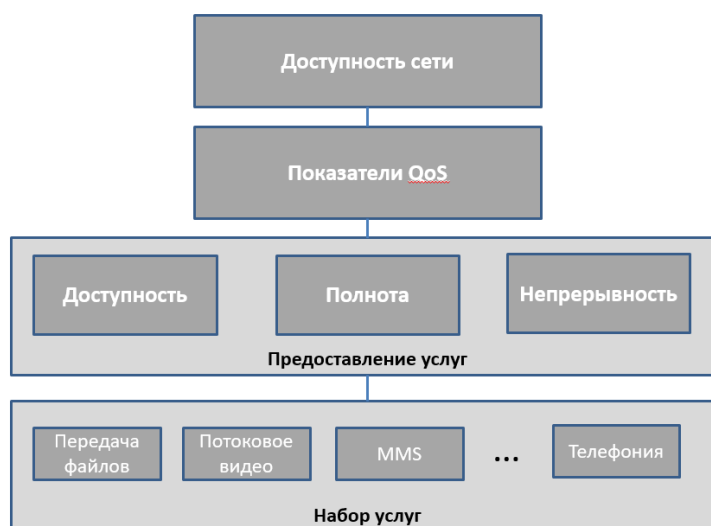 Доступность сети
Показатели QoS
Доступность
Полнота
Непрерывность
Предоставление услуг
Передача
файлов
Потоковое
видео
MMS
...
Телефония
Набор услуг